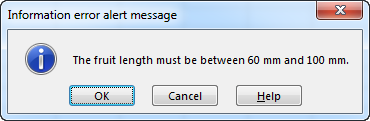 Information error alert message
The fruit length must be between 60 mm and 100 mm.
OK Cancel Help